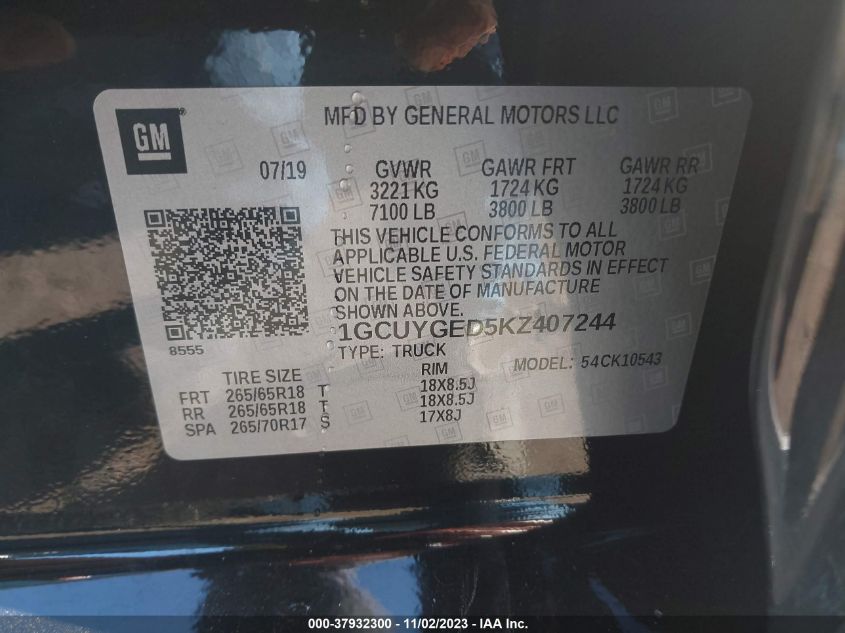 GM
®
MFD BY GENERAL MOTORS LLC
07/19 GVWR GAWR FRT GAWR RR
3221 KG 1724 KG 1724 KG
7100 LB 3800 LB 3800 LB
THIS VEHICLE CONFORMS TO ALL
APPLICABLE U.S. FEDERAL MOTOR
VEHICLE SAFETY STANDARDS IN EFFECT
ON THE DATE OF MANUFACTURE
SHOWN ABOVE.
1GCUYGED5KZ407244
8555
TYPE: TRUCK
MODEL: 54CK10543
TIRE SIZE RIM
FRT 265/65R18 T 18X8.5J
RR 265/65R18 T 18X8.5J
SPA 265/70R17 S 17X8J
000-37932300 - 11/02/2023 - IAA Inc.